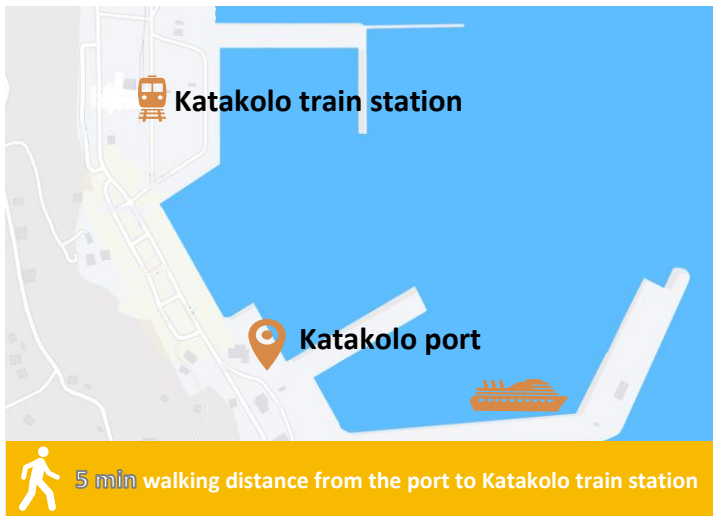 Katakolo train station
Katakolo port
5 min walking distance from the port to Katakolo train station